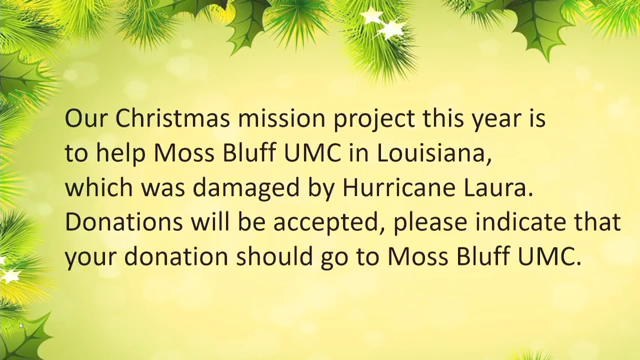 Our Christmas mission project this year is
to help Moss Bluff UMC in Louisiana,
which was damaged by Hurricane Laura.
Donations will be accepted, please indicate that
your donation should go to Moss Bluff UMC.